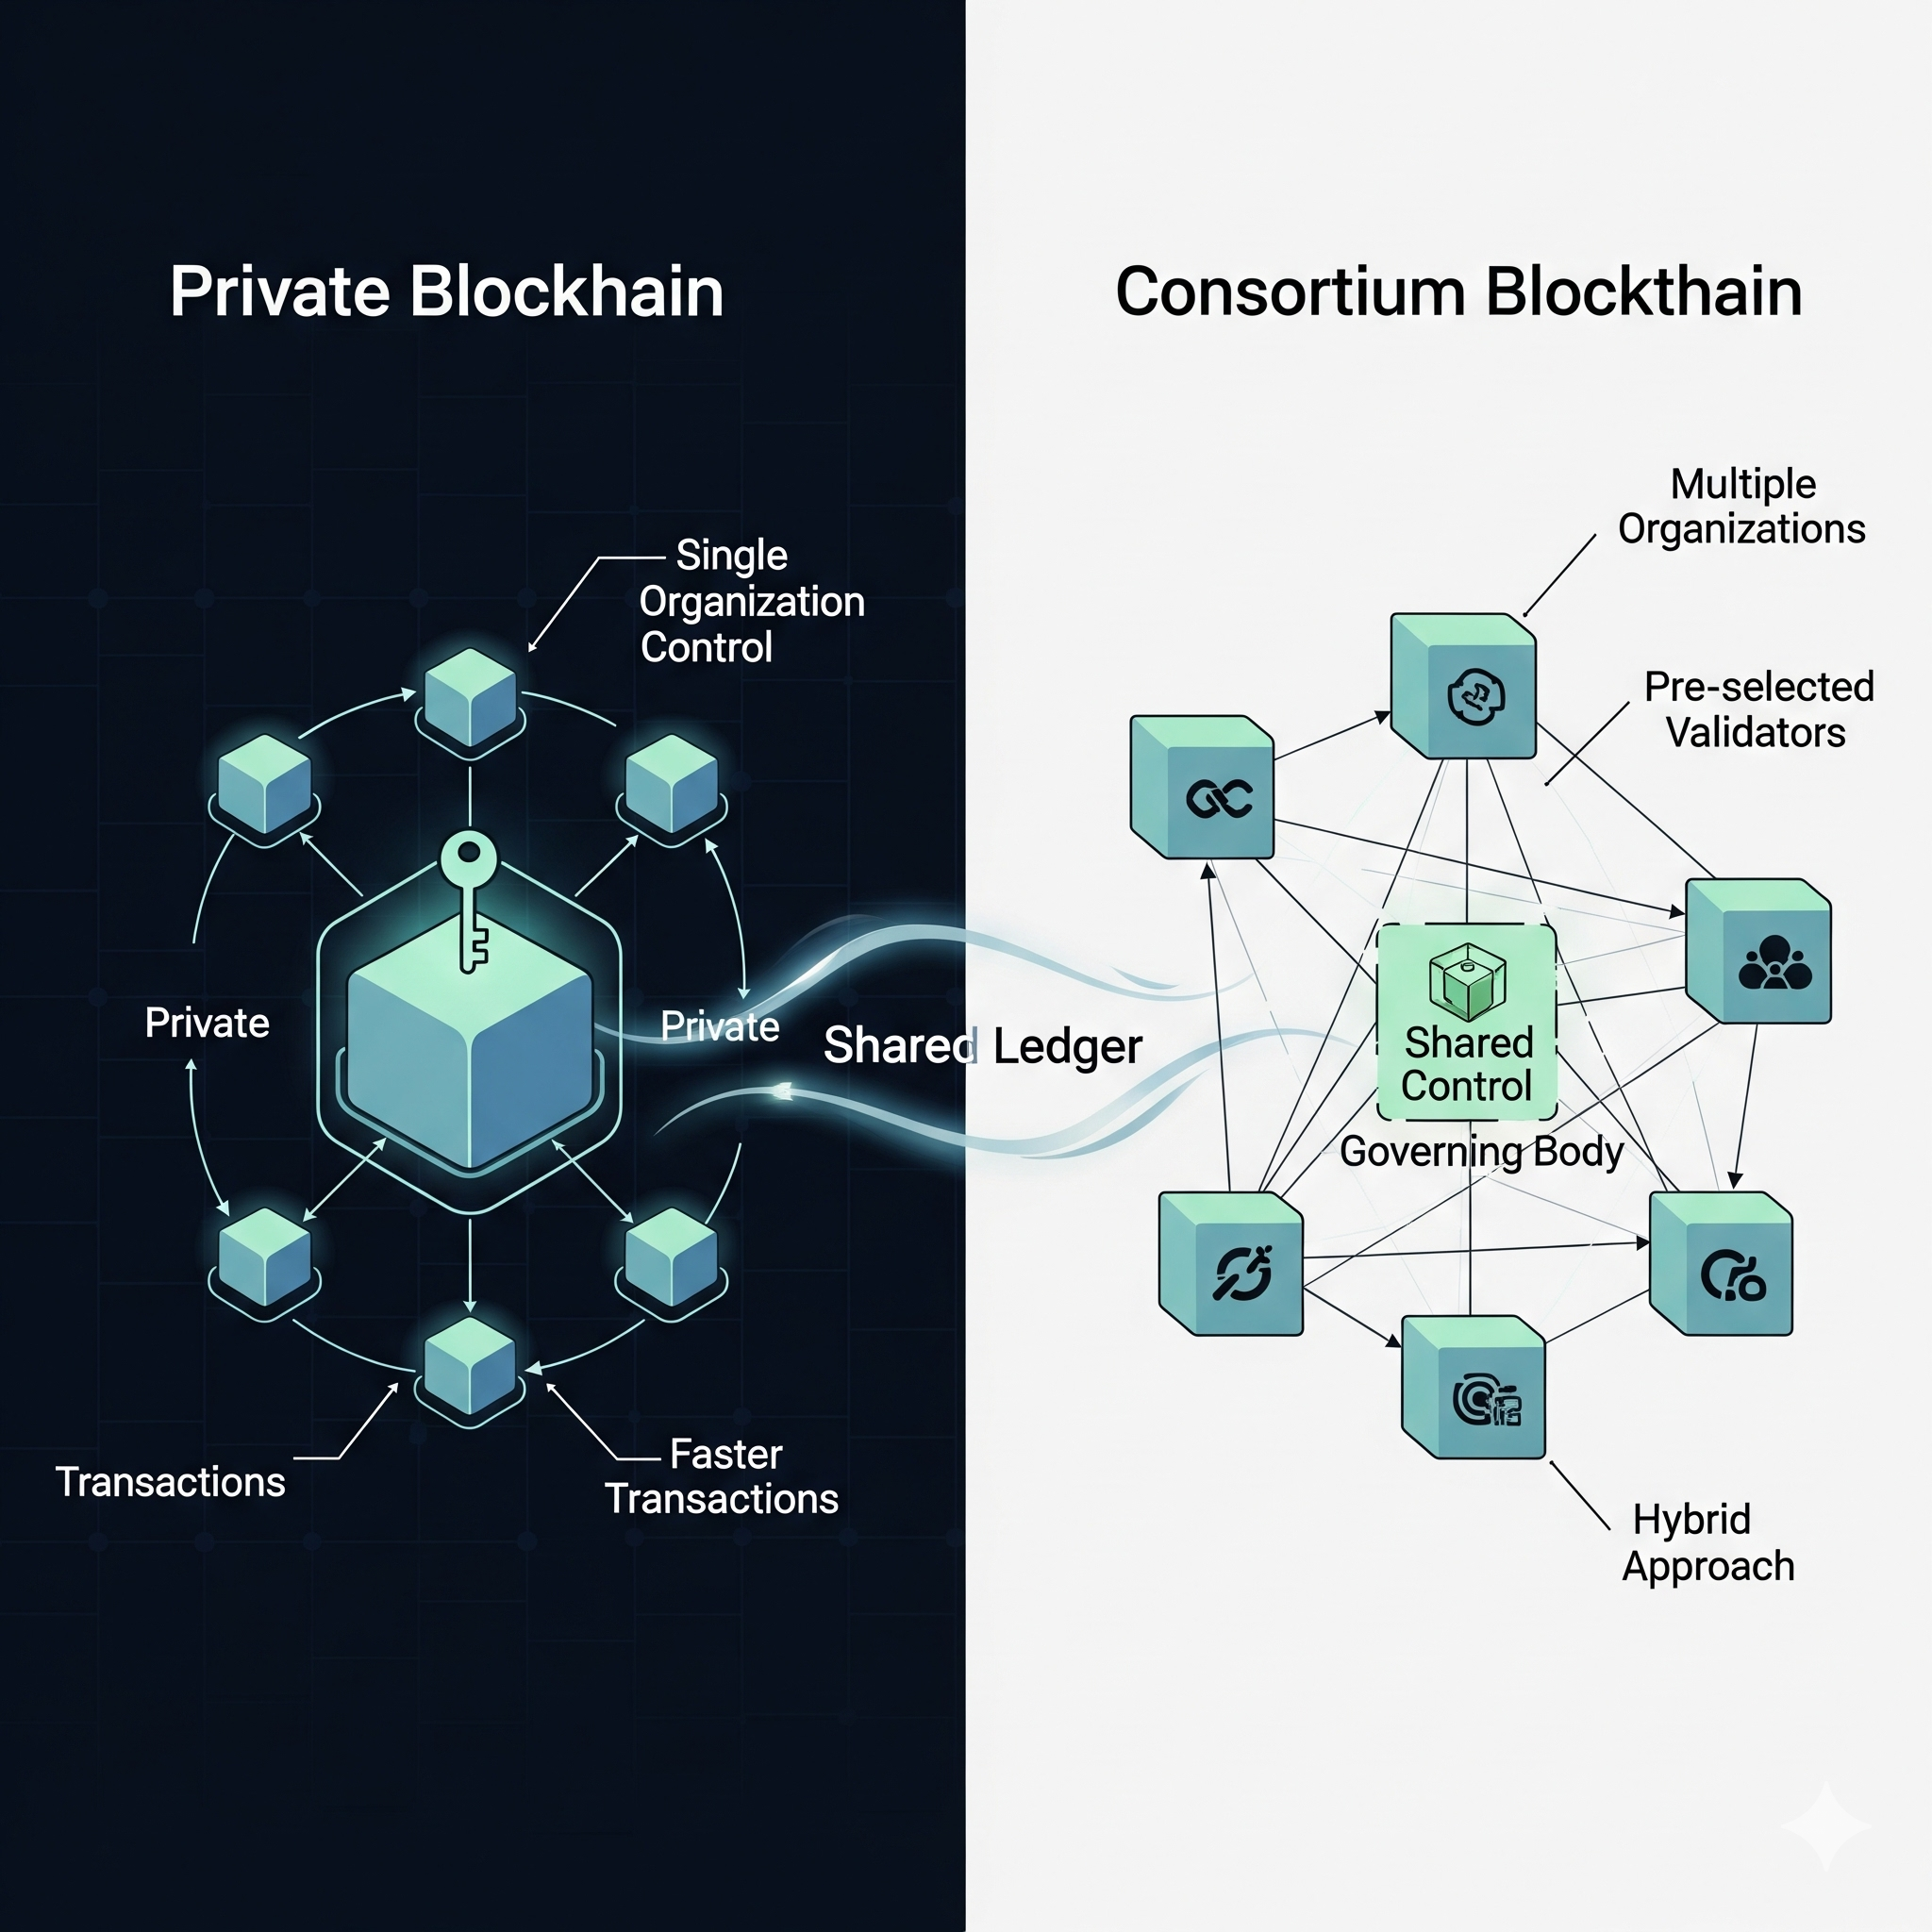 Private Blockhain
Single
Organization
Control
Private
Private
Transactions
Faster
Transactions
Shared Ledger
Consortium Blockthain
Multiple
Organizations
Pre-selected
Validators
Shared
Control
Governing Body
Hybrid
Approach